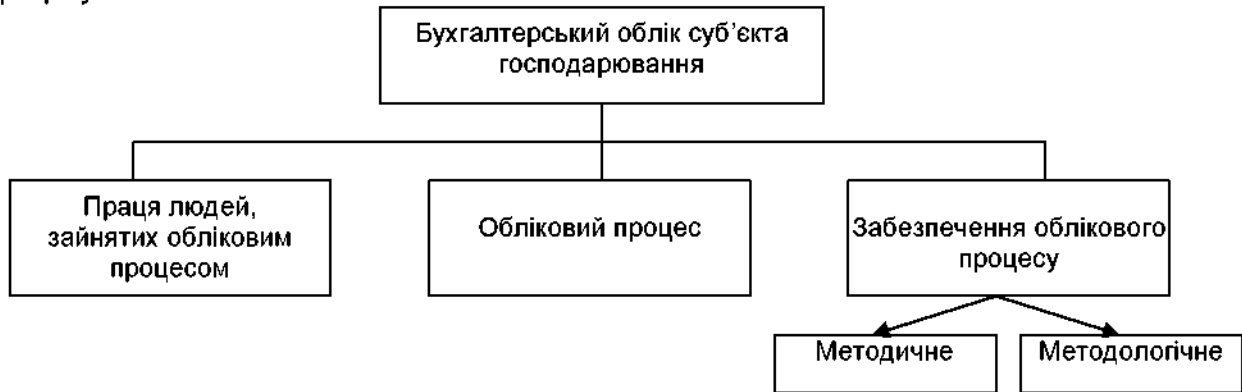 Бухгалтерський облік суб’єкта
господарювання
Праця людей,
зайнятих обліковим
процесом
Обліковий процес
Забезпечення облікового
процесу
Методичне
Методологічне